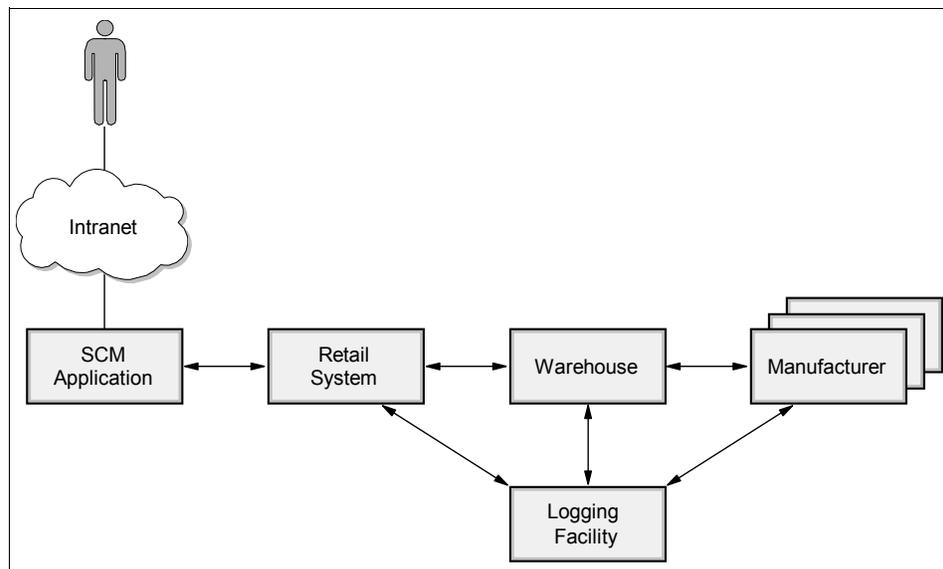 Intranet
SCM
Application
Retail
System
Warehouse
Manufacturer
Logging
Facility